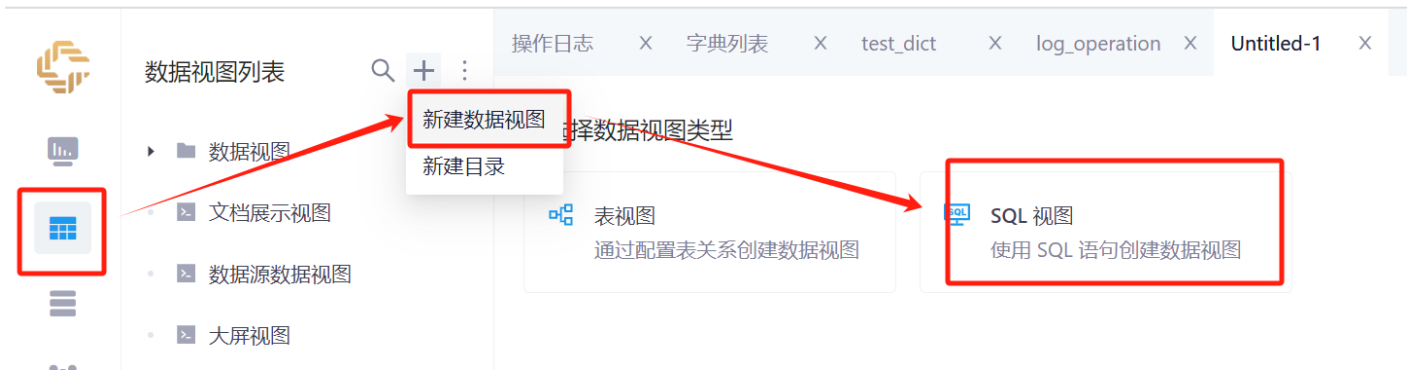 操作日志 X 字典列表 X test_dict X log_operation X Untitled-1 X
数据视图列表
新建数据视图
新建目录
择数据视图类型
数据视图
文档展示视图
数据源数据视图
大屏视图
表视图
通过配置表关系创建数据视图
SQL
SQL 视图
使用 SQL 语句创建数据视图